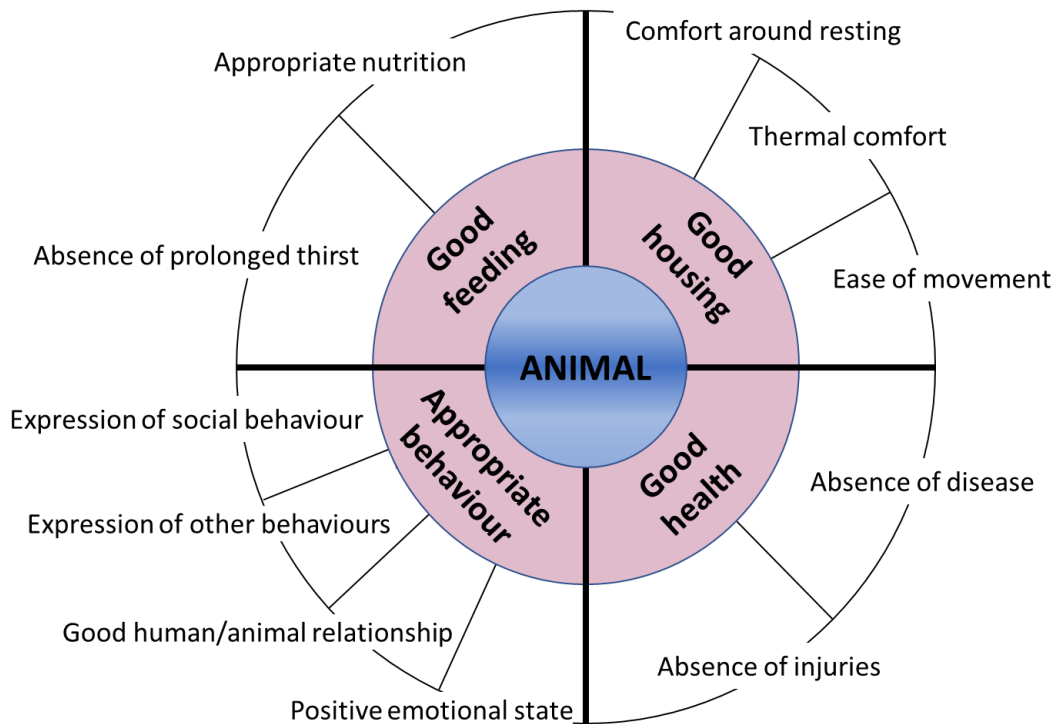 Comfort around resting
Appropriate nutrition
Thermal comfort
Good
feeding
Good
housing
Absence of prolonged thirst
Ease of movement
ANIMAL
Expression of social behaviour
Appropriate
behaviour
Good
health
Absence of disease
Expression of other behaviours
Good human/animal relationship
Absence of injuries
Positive emotional state